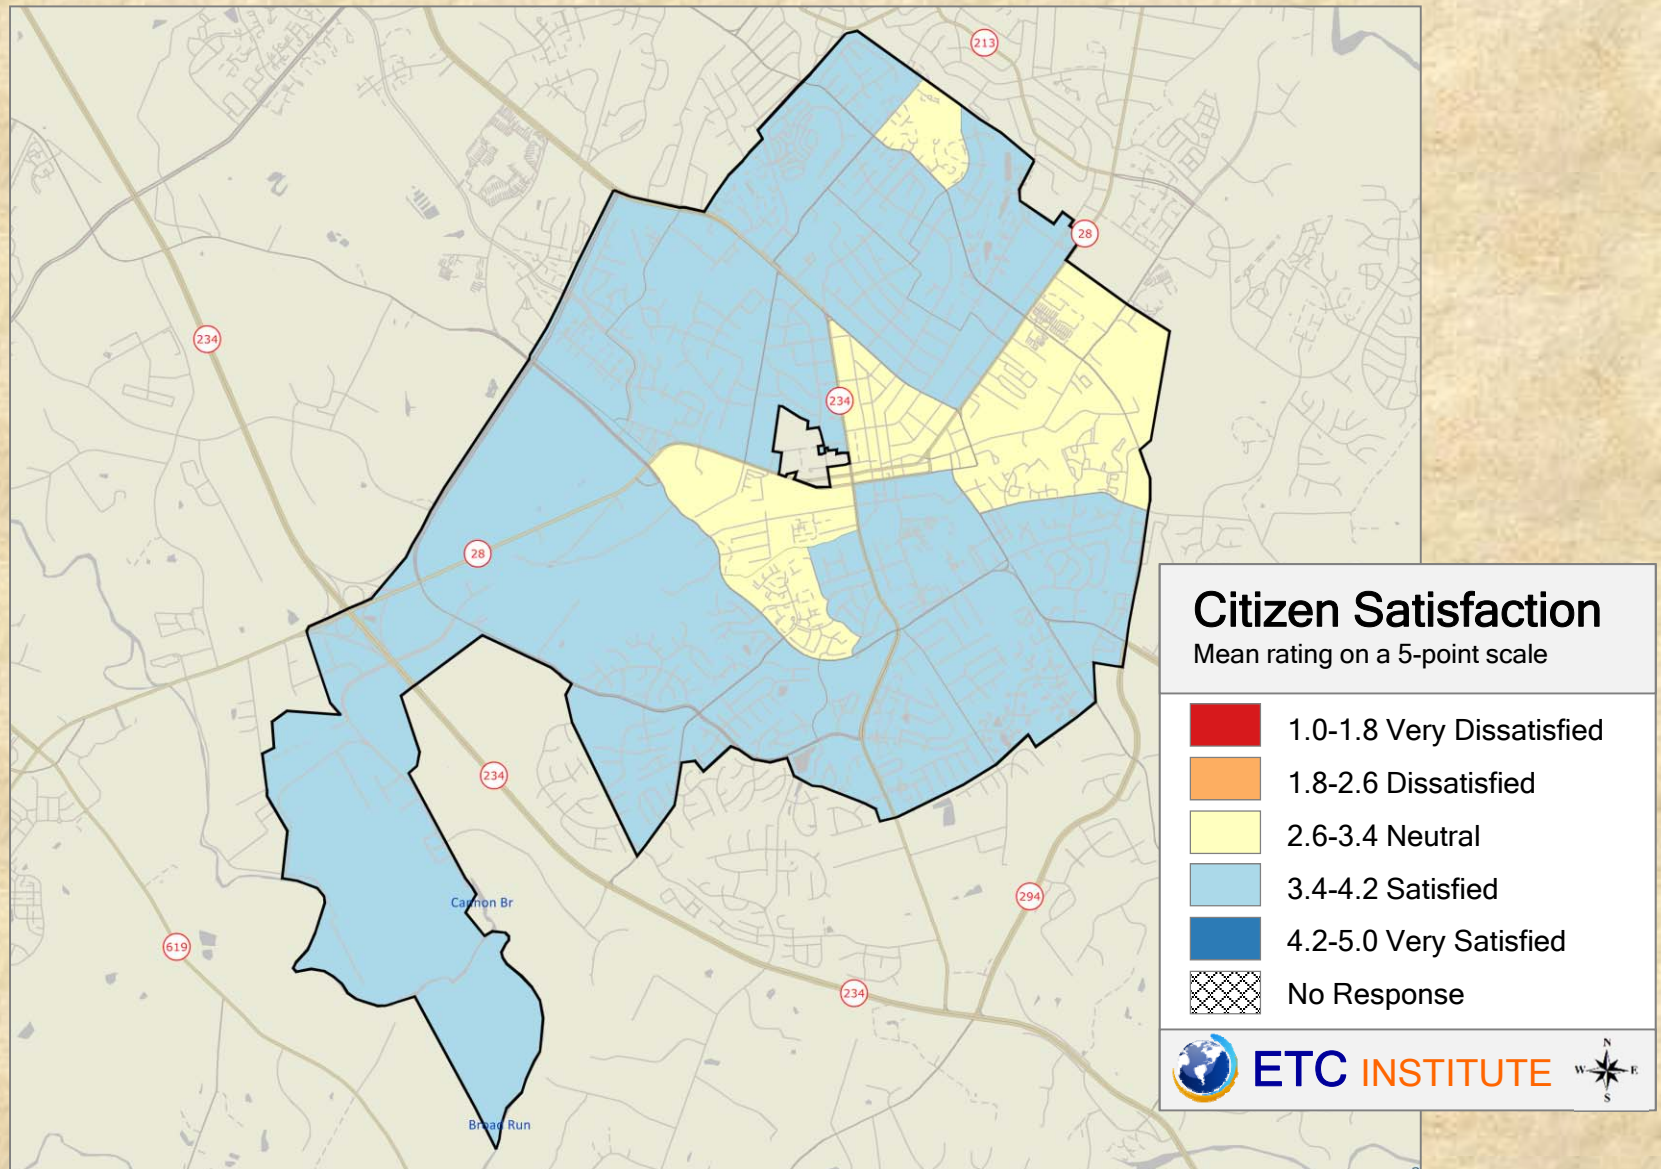 213
28
234
234
28
Citizen Satisfaction
Mean rating on a 5-point scale
1.0-1.8 Very Dissatisfied
1.8-2.6 Dissatisfied
2.6-3.4 Neutral
3.4-4.2 Satisfied
4.2-5.0 Very Satisfied
No Response
ETC INSTITUTE
N
W E
S
234
294
Cannon Br
619
234
Broad Run